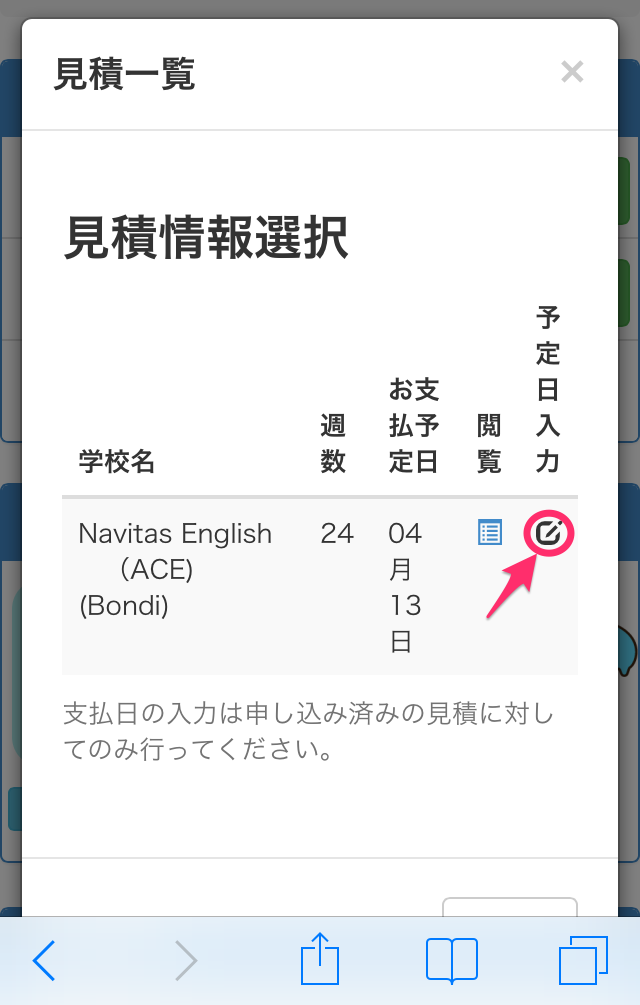 見積一覧
×
見積情報選択
学校名 週数 お支払予定日 閲覧 予定日入力
Navitas English (ACE) (Bondi) 24 04月13日
支払日の入力は申し込み済みの見積に対し
てのみ行ってください。